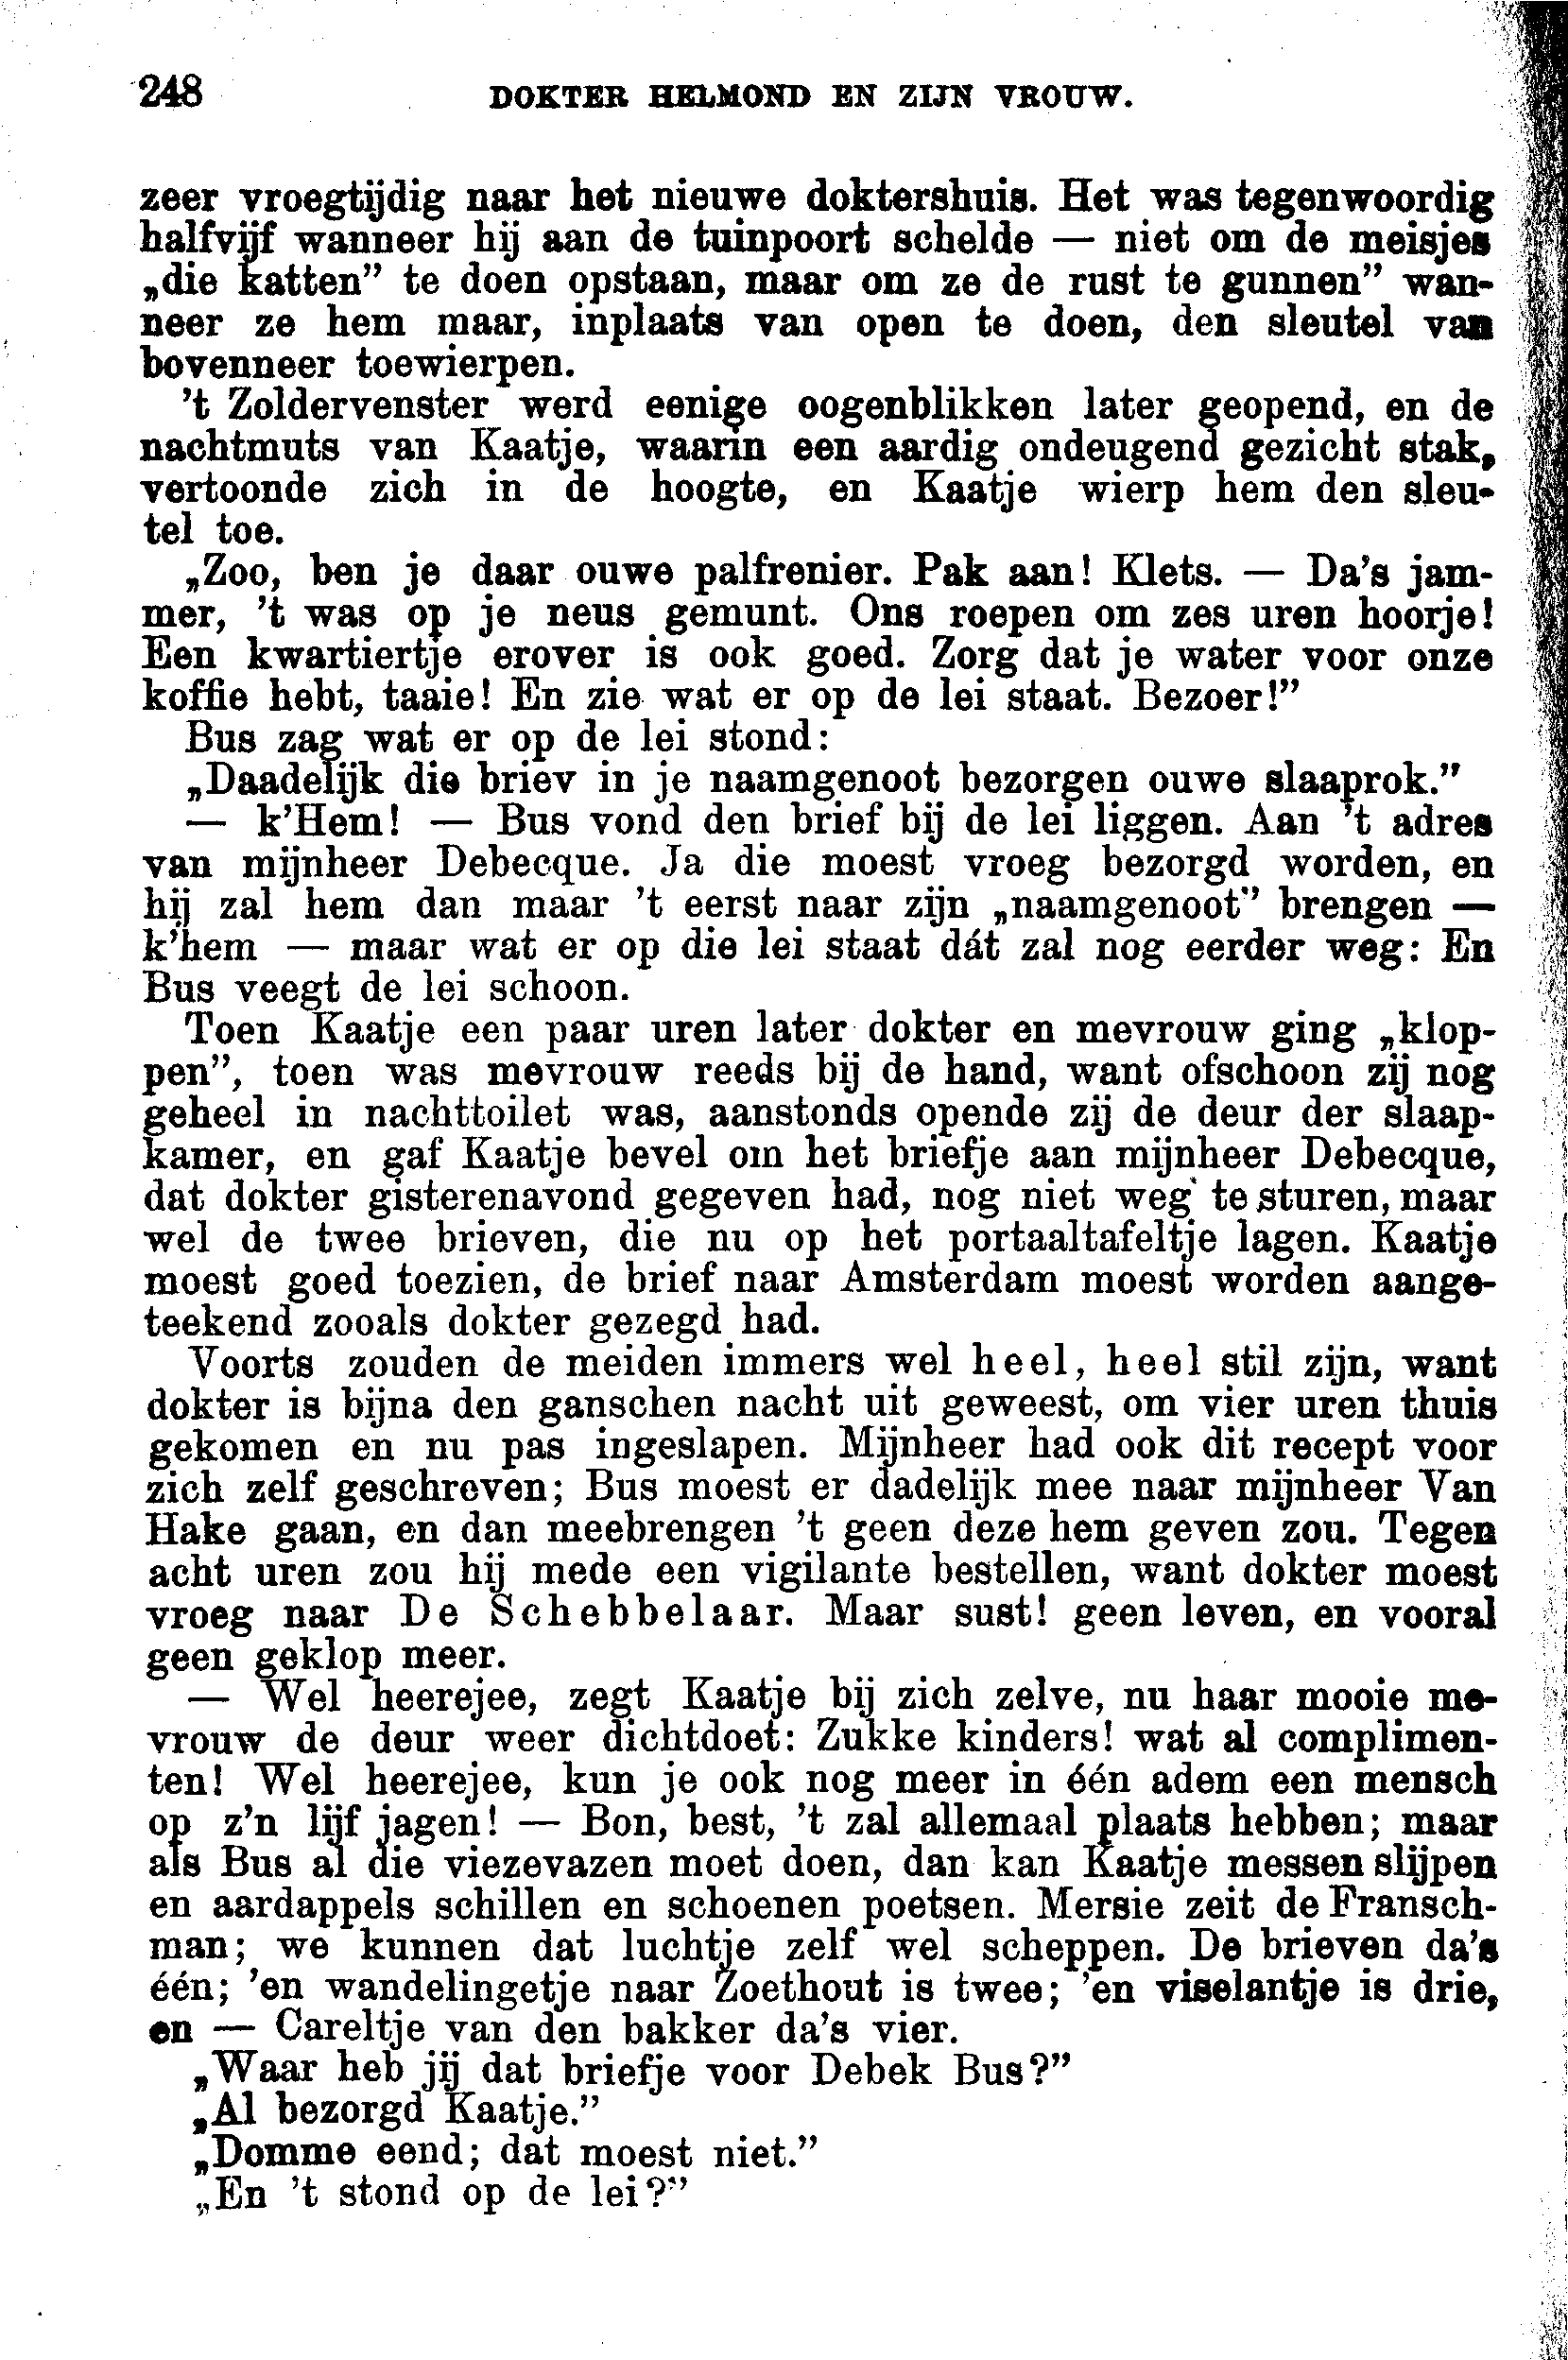 248 DOKTER HELMOND EN ZIJN VROUW.
zeer vroegtijdig naar het nieuwe doktershuis. Het was tegenwoordig
halfvijf wanneer hij aan de tuinpoort schelde — niet om de meisjes
„die katten” te doen opstaan, maar om ze de rust te gunnen” wan-
neer ze hem maar, inplaats van open te doen, den sleutel van
bovenneer toewierpen.
’t Zoldervenster werd eenige oogenblikken later geopend, en de
nachtmuts van Kaatje, waarin een aardig ondeugend gezicht stak,
vertoonde zich in de hoogte, en Kaatje wierp hem den sleu-
tel toe.
„Zoo, ben je daar ouwe palfrenier. Pak aan! Klets. — Da’s jam-
mer, ’t was op je neus gemunt. Ons roepen om zes uren hoorje!
Een kwartiertje erover is ook goed. Zorg dat je water voor onze
koffie hebt, taaie! En zie wat er op de lei staat. Bezoer!”
Bus zag wat er op de lei stond:
„Daadelijk die briev in je naamgenoot bezorgen ouwe slaaprok.”
— k’Hem! — Bus vond den brief bij de lei liggen. Aan ’t adres
van mijnheer Debecque. Ja die moest vroeg bezorgd worden, en
hij zal hem dan maar ’t eerst naar zijn „naamgenoot” brengen —
k’hem — maar wat er op die lei staat dát zal nog eerder weg: En
Bus veegt de lei schoon.
Toen Kaatje een paar uren later dokter en mevrouw ging „klop-
pen”, toen was mevrouw reeds bij de hand, want ofschoon zij nog
geheel in nachttoilet was, aanstonds opende zij de deur der slaap-
kamer, en gaf Kaatje bevel om het briefje aan mijnheer Debecque,
dat dokter gisterenavond gegeven had, nog niet weg te sturen, maar
wel de twee brieven, die nu op het portaaltafeltje lagen. Kaatje
moest goed toezien, de brief naar Amsterdam moest worden aange-
teekend zooals dokter gezegd had.
Voorts zouden de meiden immers wel heel, heel stil zijn, want
dokter is bijna den ganschen nacht uit geweest, om vier uren thuis
gekomen en nu pas ingeslapen. Mijnheer had ook dit recept voor
zich zelf geschreven; Bus moest er dadelijk mee naar mijnheer Van
Hake gaan, en dan meebrengen ’t geen deze hem geven zou. Tegen
acht uren zou hij mede een vigilante bestellen, want dokter moest
vroeg naar De Schebbelaar. Maar sust! geen leven, en vooral
geen geklop meer.
— Wel heerejee, zegt Kaatje bij zich zelve, nu haar mooie me-
vrouw de deur weer dichtdoet: Zukke kinders! wat al complimen-
ten! Wel heerejee, kun je ook nog meer in één adem een mensch
op z’n lijf jagen! — Bon, best, ’t zal allemaal plaats hebben; maar
als Bus al die viezevazen moet doen, dan kan Kaatje messen slijpen
en aardappels schillen en schoenen poetsen. Mersie zeit de Fransch-
man; we kunnen dat luchtje zelf wel scheppen. De brieven da’s
één; ’en wandelingetje naar Zoethout is twee; ’en viselantje is drie,
en — Careltje van den bakker da’s vier.
„Waar heb jij dat briefje voor Debek Bus?”
„Al bezorgd Kaatje.”
„Domme eend; dat moest niet.”
„En ’t stond op de lei?”